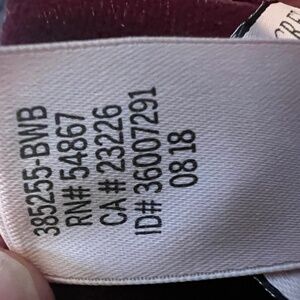 385255-BWB
RN# 54867
CA # 23226
ID# 36007291
08 18